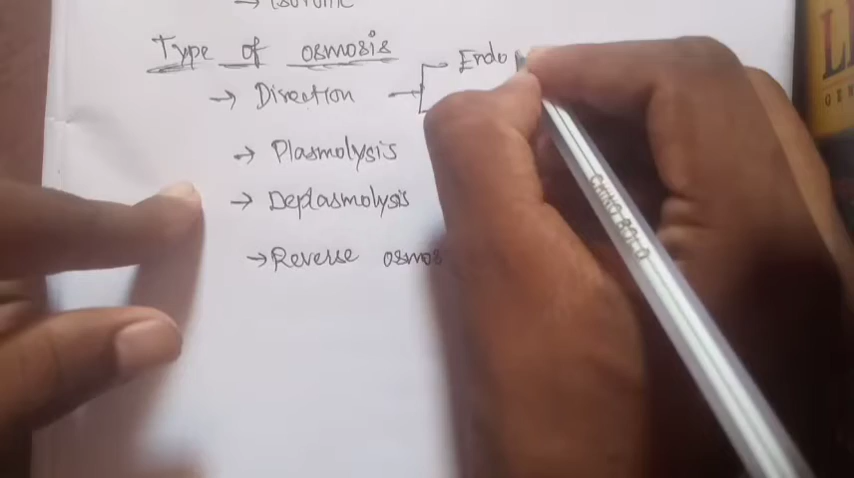 Type of osmosis
→ Direction → Endo
→ Plasmolysis
→ Deplasmolysis
→ Reverse osmos